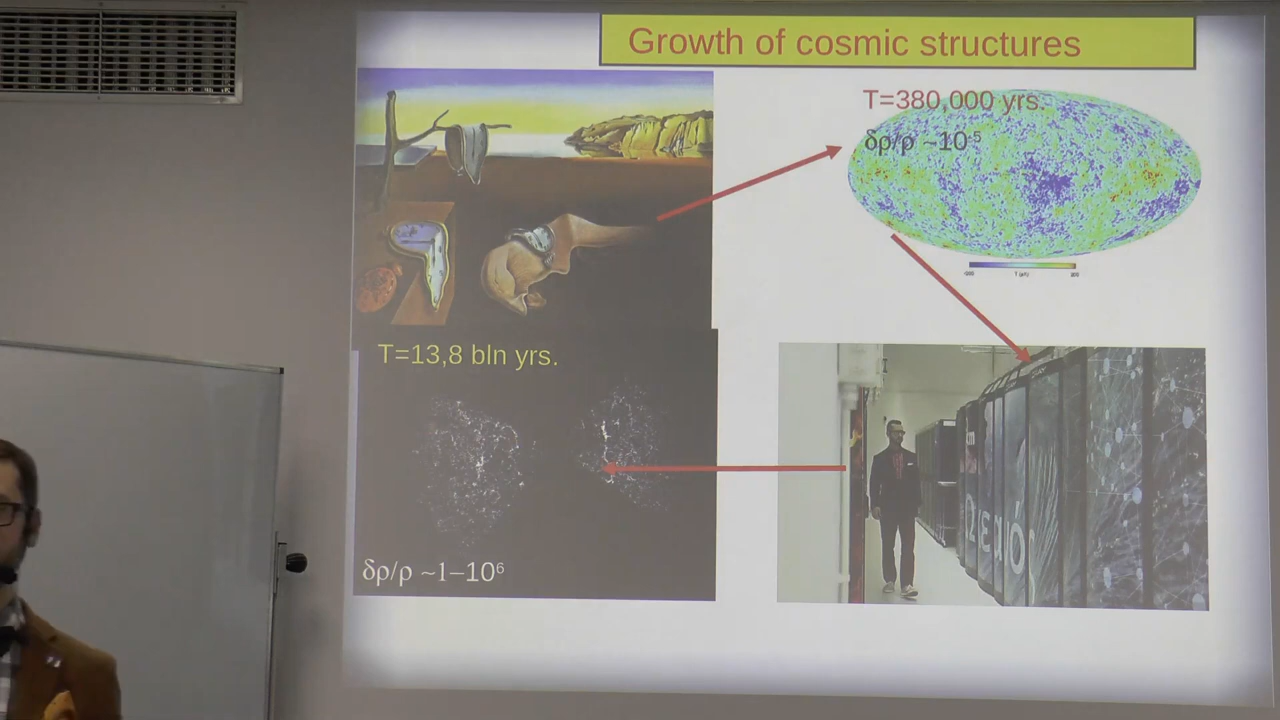 Growth of cosmic structures
T=380,000 yrs.
δρ/ρ ~10⁻⁵
T=13,8 bln yrs.
δρ/ρ ~1–10⁶